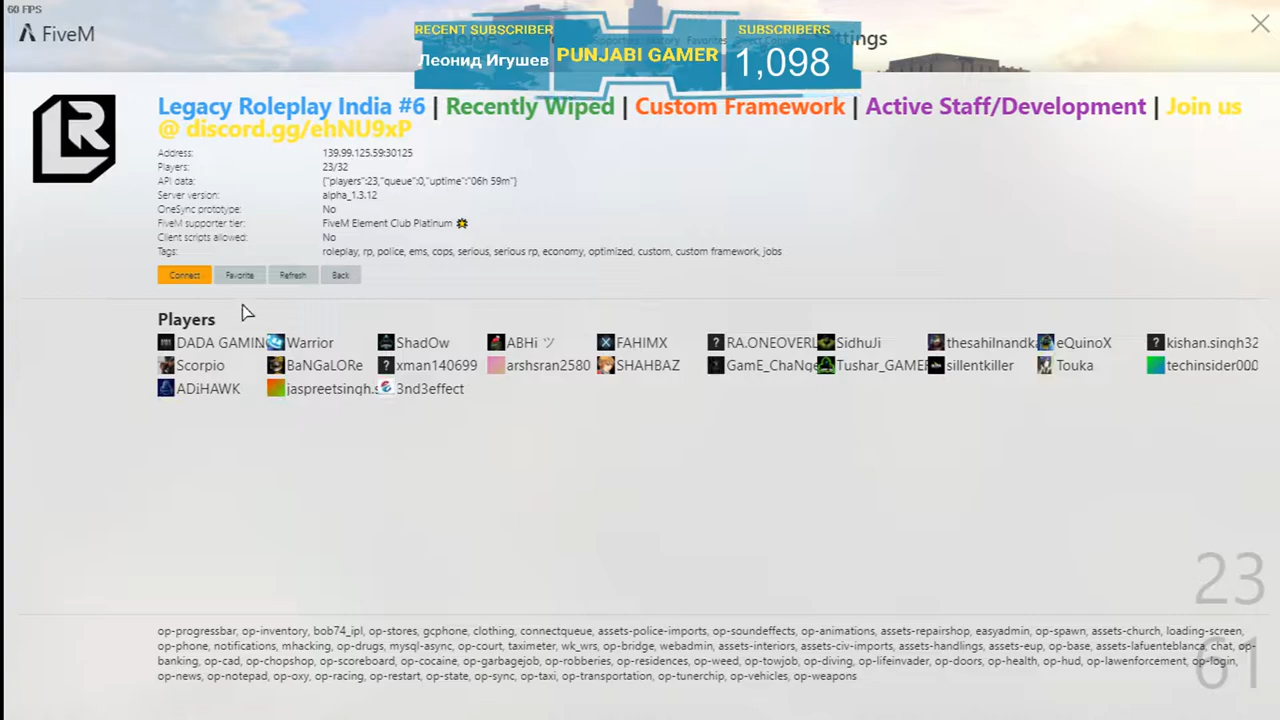 60 FPS
FiveM
RECENT SUBSCRIBER
Леонид Игушев
PUNJABI GAMER
SUBSCRIBERS
1,098
Legacy Roleplay India #6 | Recently Wiped | Custom Framework | Active Staff/Development | Join us
@ discord.gg/ehNU9xP
Address: 139.99.125.59:30125
Players: 23/32
API data: {"players":23,"queue":0,"uptime":"06h 59m"}
Server version: alpha_1.3.12
OneSync prototype: No
FiveM supporter tier: FiveM Element Club Platinum
Client scripts allowed: No
Tags: roleplay, rp, police, ems, cops, serious, serious rp, economy, optimized, custom, custom framework, jobs
Connect Favorite Refresh Back
Players
DADA GAMING Warrior ShadOw ABHi ツ FAHIMX RA.ONEOVERL SidhuJi thesahilnandk eQuinoX kishan.singh32
Scorpio BaNGaLORe xman140699 arshsran2580 SHAHBAZ GamE_ChaNge Tushar_GAMER sillentkiller Touka techinsider000
ADiHAWK jaspreetsingh.s 3nd3effect
23
op-progressbar, op-inventory, bob74_ipl, op-stores, gcphone, clothing, connectqueue, assets-police-imports, op-soundeffects, op-animations, assets-repairshop, easyadmin, op-spawn, assets-church, loading-screen,
op-phone, notifications, mhacking, op-drugs, mysql-async, op-court, taximeter, wk_wrs, op-bridge, webadmin, assets-interiors, assets-civ-imports, assets-handlings, assets-eup, op-base, assets-lafuenteblanca, chat, op-
banking, op-cad, op-chopshop, op-scoreboard, op-cocaine, op-garbagejob, op-robberies, op-residences, op-weed, op-towjob, op-diving, op-lifeinvader, op-doors, op-health, op-hud, op-lawenforcement, op-login,
op-news, op-notepad, op-oxy, op-racing, op-restart, op-state, op-sync, op-taxi, op-transportation, op-tunerchip, op-vehicles, op-weapons
61